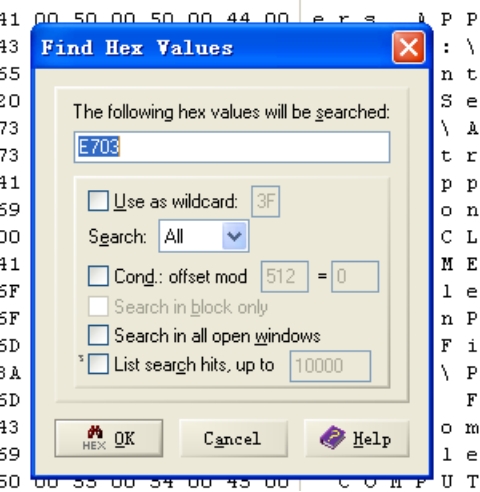 41 00 50 00 50 00 44 00 e r s A P P
43 : \
65 n t
20 S e
73 \ A
73 t r
41 p p
69 o n
00 C L
41 M E
6F l e
6F n P
6D F i
3A \ P
6D F
43 o m
69 l e
50 00 55 00 54 00 45 00 C O M P U T
Find Hex Values
The following hex values will be searched:
E703
Use as wildcard: 3F
Search: All
Cond.: offset mod 512 = 0
Search in block only
Search in all open windows
List search hits, up to 10000
HEX OK
Cancel
Help